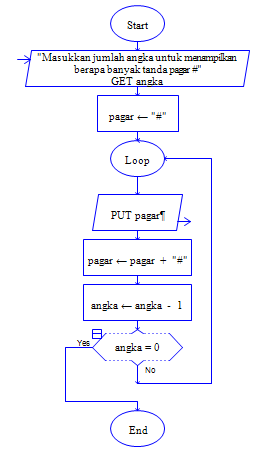 Start
"Masukkan jumlah angka untuk menampilkan
berapa banyak tanda pagar #"
GET angka
pagar ← "#"
Loop
PUT pagar¶
pagar ← pagar + "#"
angka ← angka - 1
Yes
angka = 0
No
End